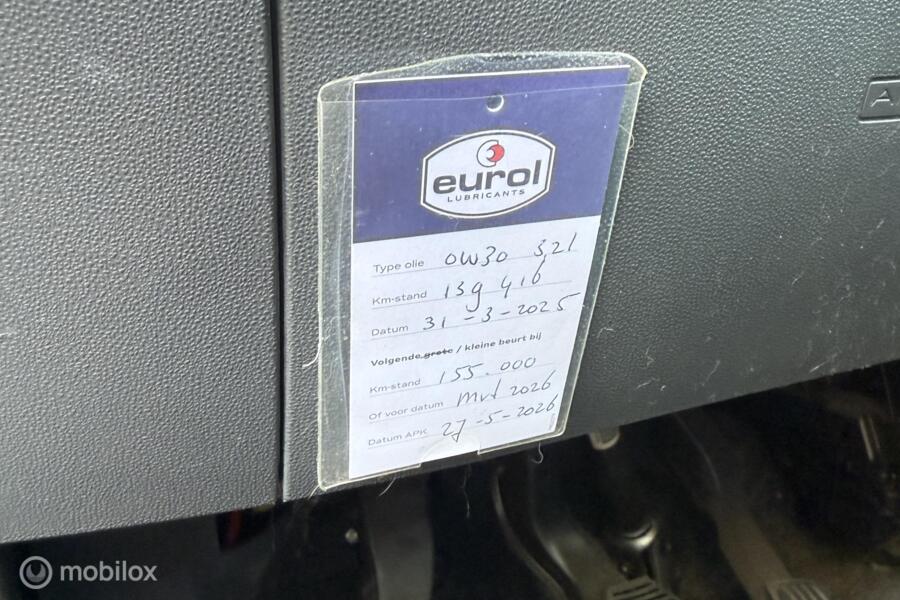 eurol
LUBRICANTS
Type olie 0W30 3,2l
Km-stand 139 416
Datum 31-3-2025
Volgende grote / kleine beurt bij
Km-stand 155.000
Of voor datum mrt 2026
Datum APK 27-5-2026
A
mobilox